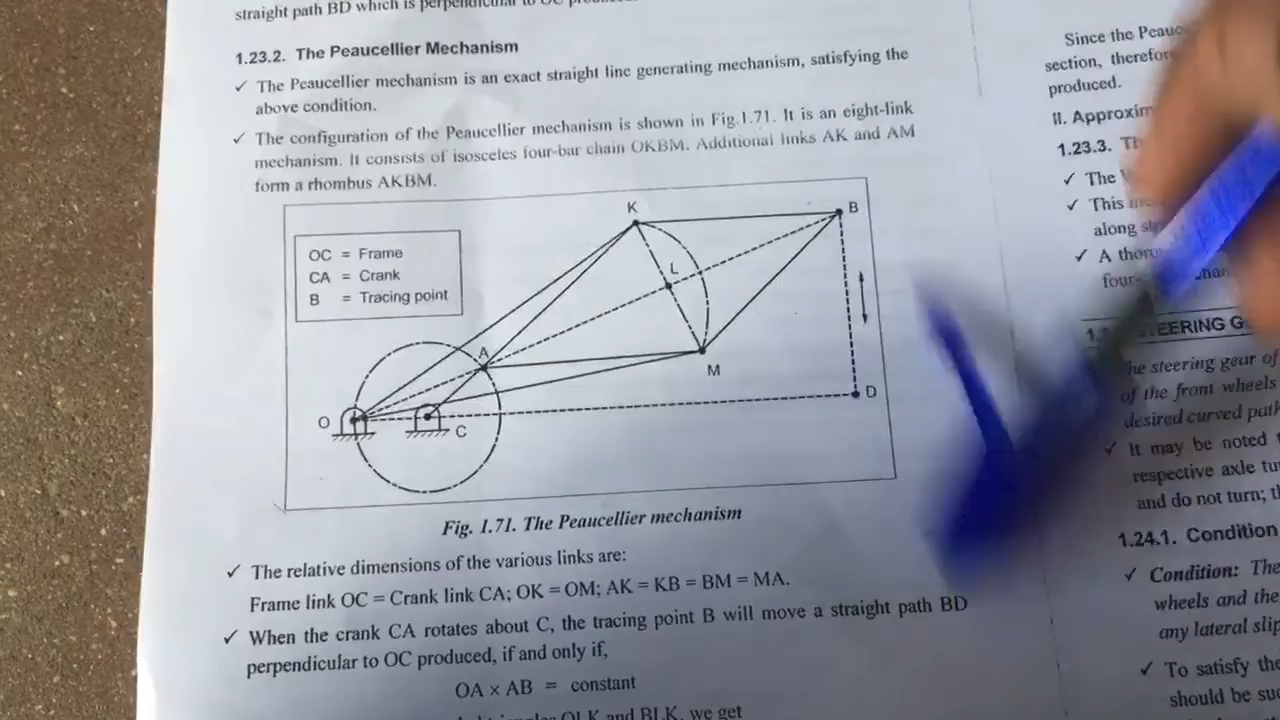 straight path BD which is perpendicular to OC
1.23.2. The Peaucellier Mechanism
✓ The Peaucellier mechanism is an exact straight line generating mechanism, satisfying the
above condition.
✓ The configuration of the Peaucellier mechanism is shown in Fig.1.71. It is an eight-link
mechanism. It consists of isosceles four-bar chain OKBM. Additional links AK and AM
form a rhombus AKBM.
OC = Frame
CA = Crank
B = Tracing point
K
B
L
A
M
O
C
D
Fig. 1.71. The Peaucellier mechanism
✓ The relative dimensions of the various links are:
Frame link OC = Crank link CA; OK = OM; AK = KB = BM = MA.
✓ When the crank CA rotates about C, the tracing point B will move a straight path BD
perpendicular to OC produced, if and only if,
OA × AB = constant
OLK and BLK, we get
Since the
section,
produced.
II.
1.23.3.
✓ The
✓ This
along
✓ A
STEERING
The steering gear of
of the front wheels
desired curved
✓ It may be noted
respective axle
and do not turn;
1.24.1. Condition
✓ Condition: The
wheels and the
any lateral
✓ To satisfy the
should be